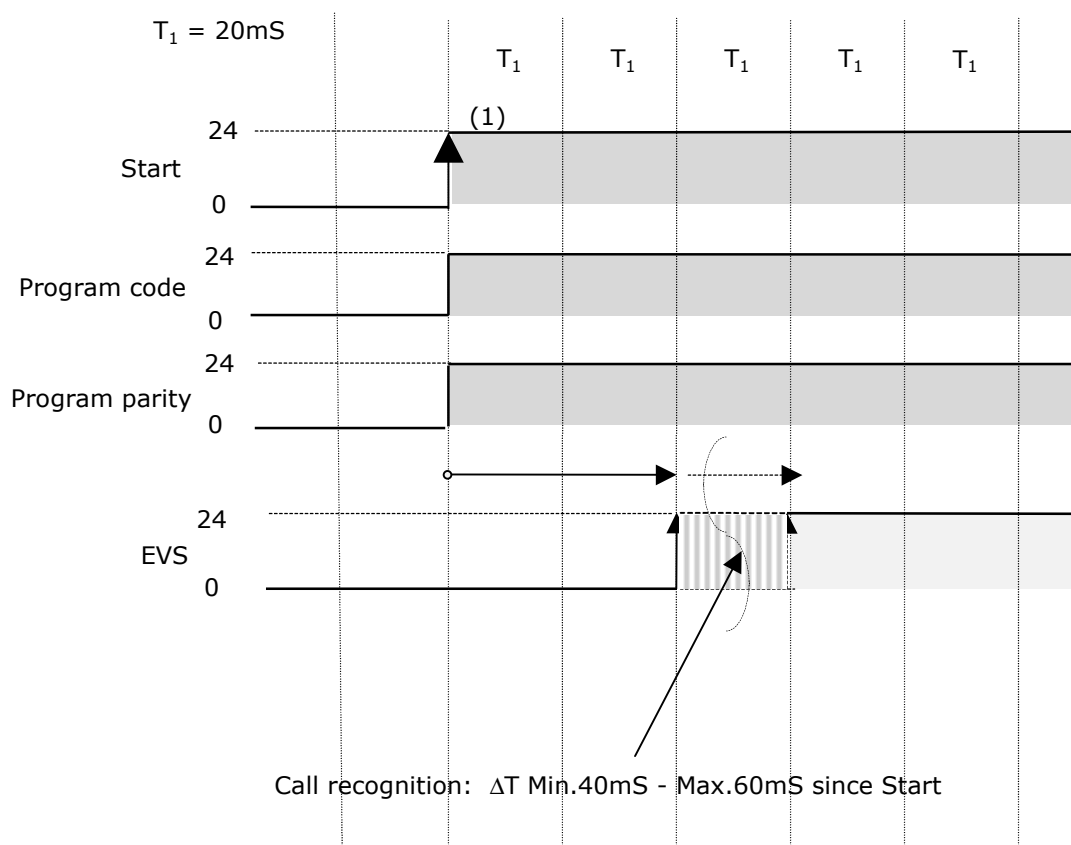 T₁ = 20mS
T₁ T₁ T₁ T₁ T₁
(1)
24
Start
0
24
Program code
0
24
Program parity
0
24
EVS
0
Call recognition: ΔT Min.40mS - Max.60mS since Start